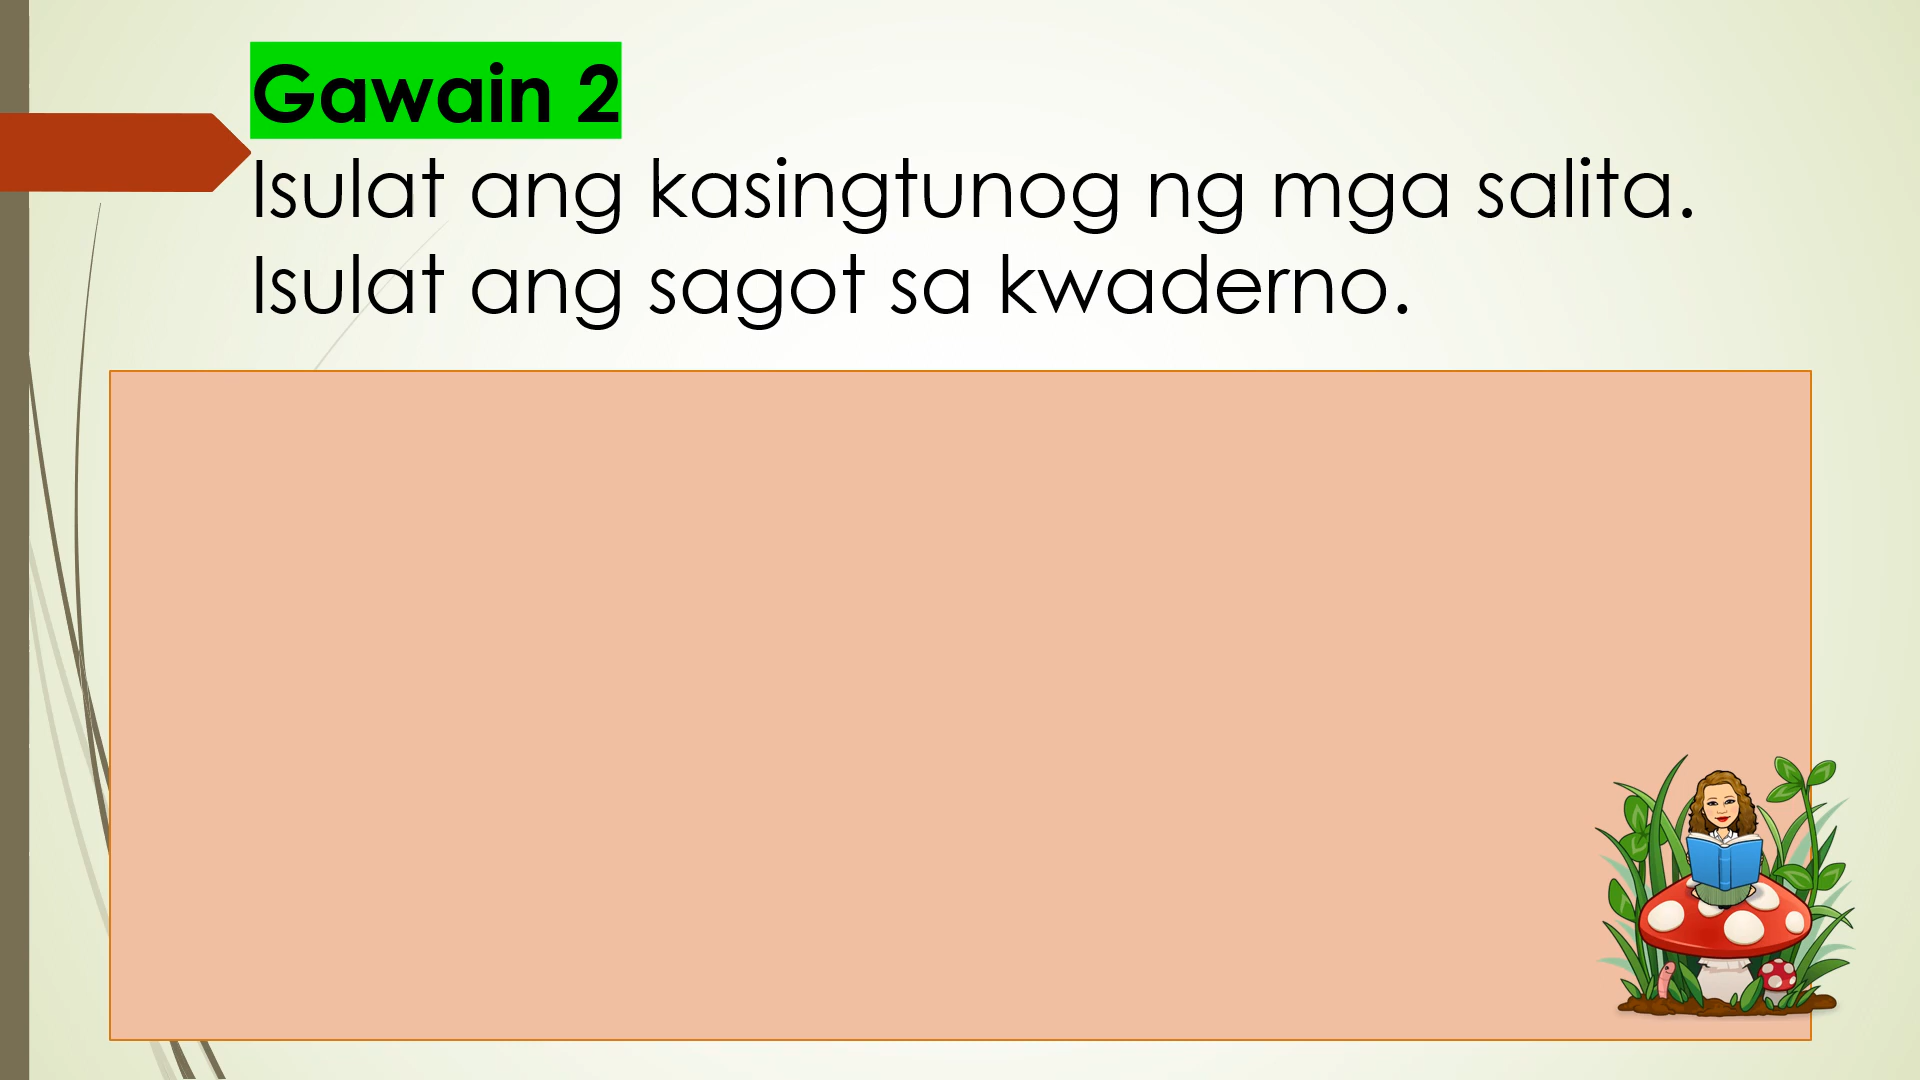 Gawain 2
Isulat ang kasingtunog ng mga salita.
Isulat ang sagot sa kwaderno.